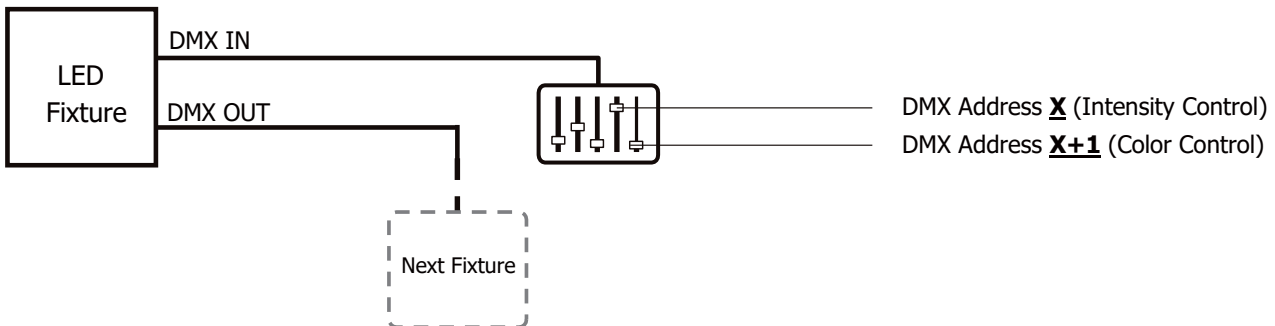 DMX IN
LED
Fixture
DMX OUT
DMX Address X (Intensity Control)
DMX Address X+1 (Color Control)
Next Fixture